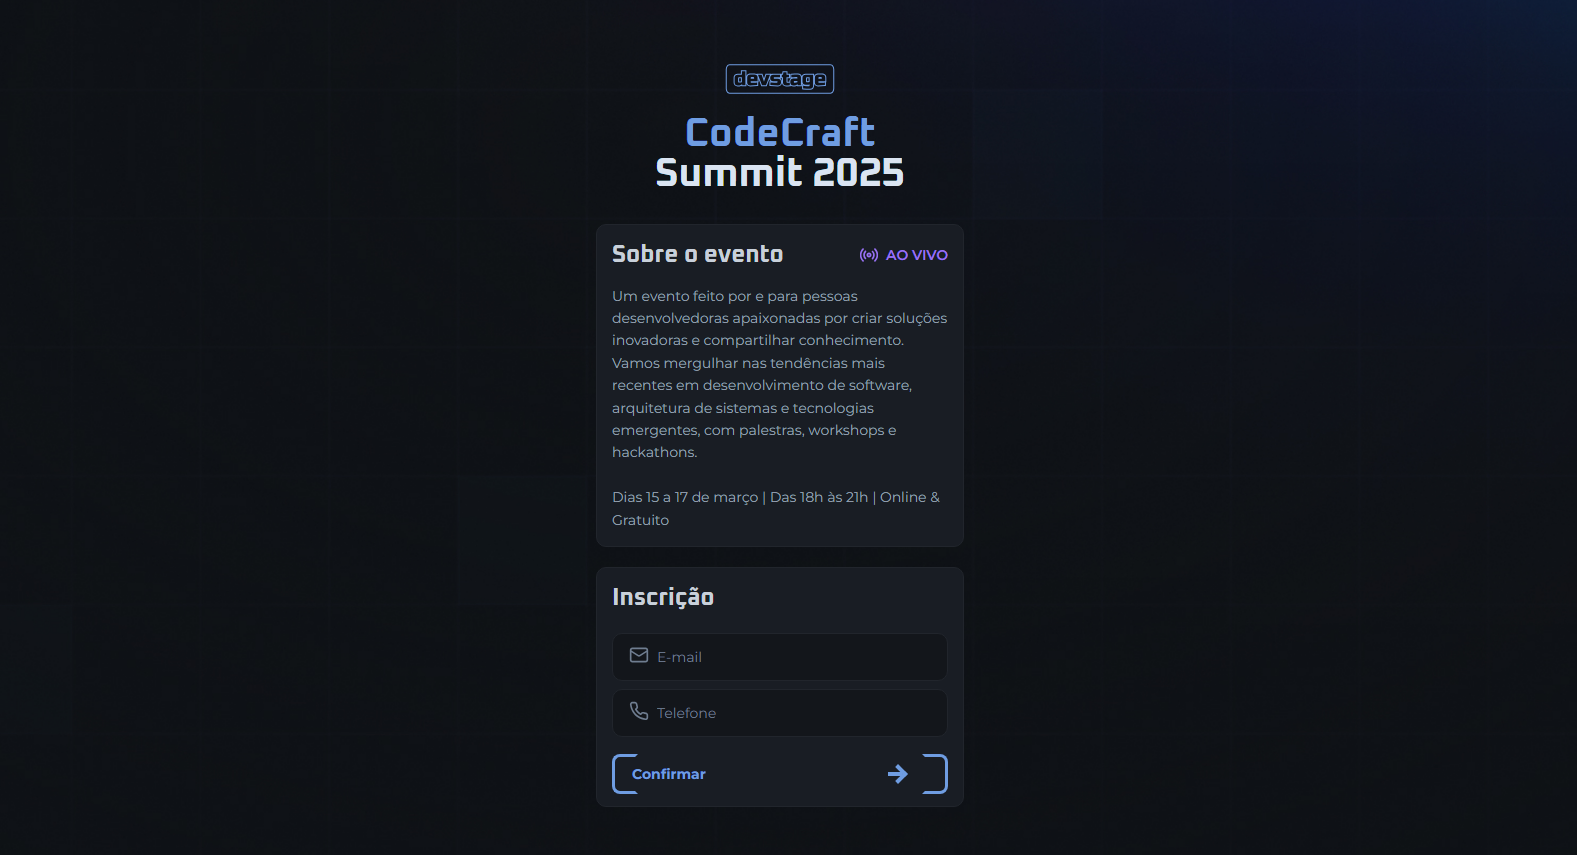 devstage
CodeCraft
Summit 2025
Sobre o evento
AO VIVO
Um evento feito por e para pessoas
desenvolvedoras apaixonadas por criar soluções
inovadoras e compartilhar conhecimento.
Vamos mergulhar nas tendências mais
recentes em desenvolvimento de software,
arquitetura de sistemas e tecnologias
emergentes, com palestras, workshops e
hackathons.
Dias 15 a 17 de março | Das 18h às 21h | Online &
Gratuito
Inscrição
E-mail
Telefone
Confirmar